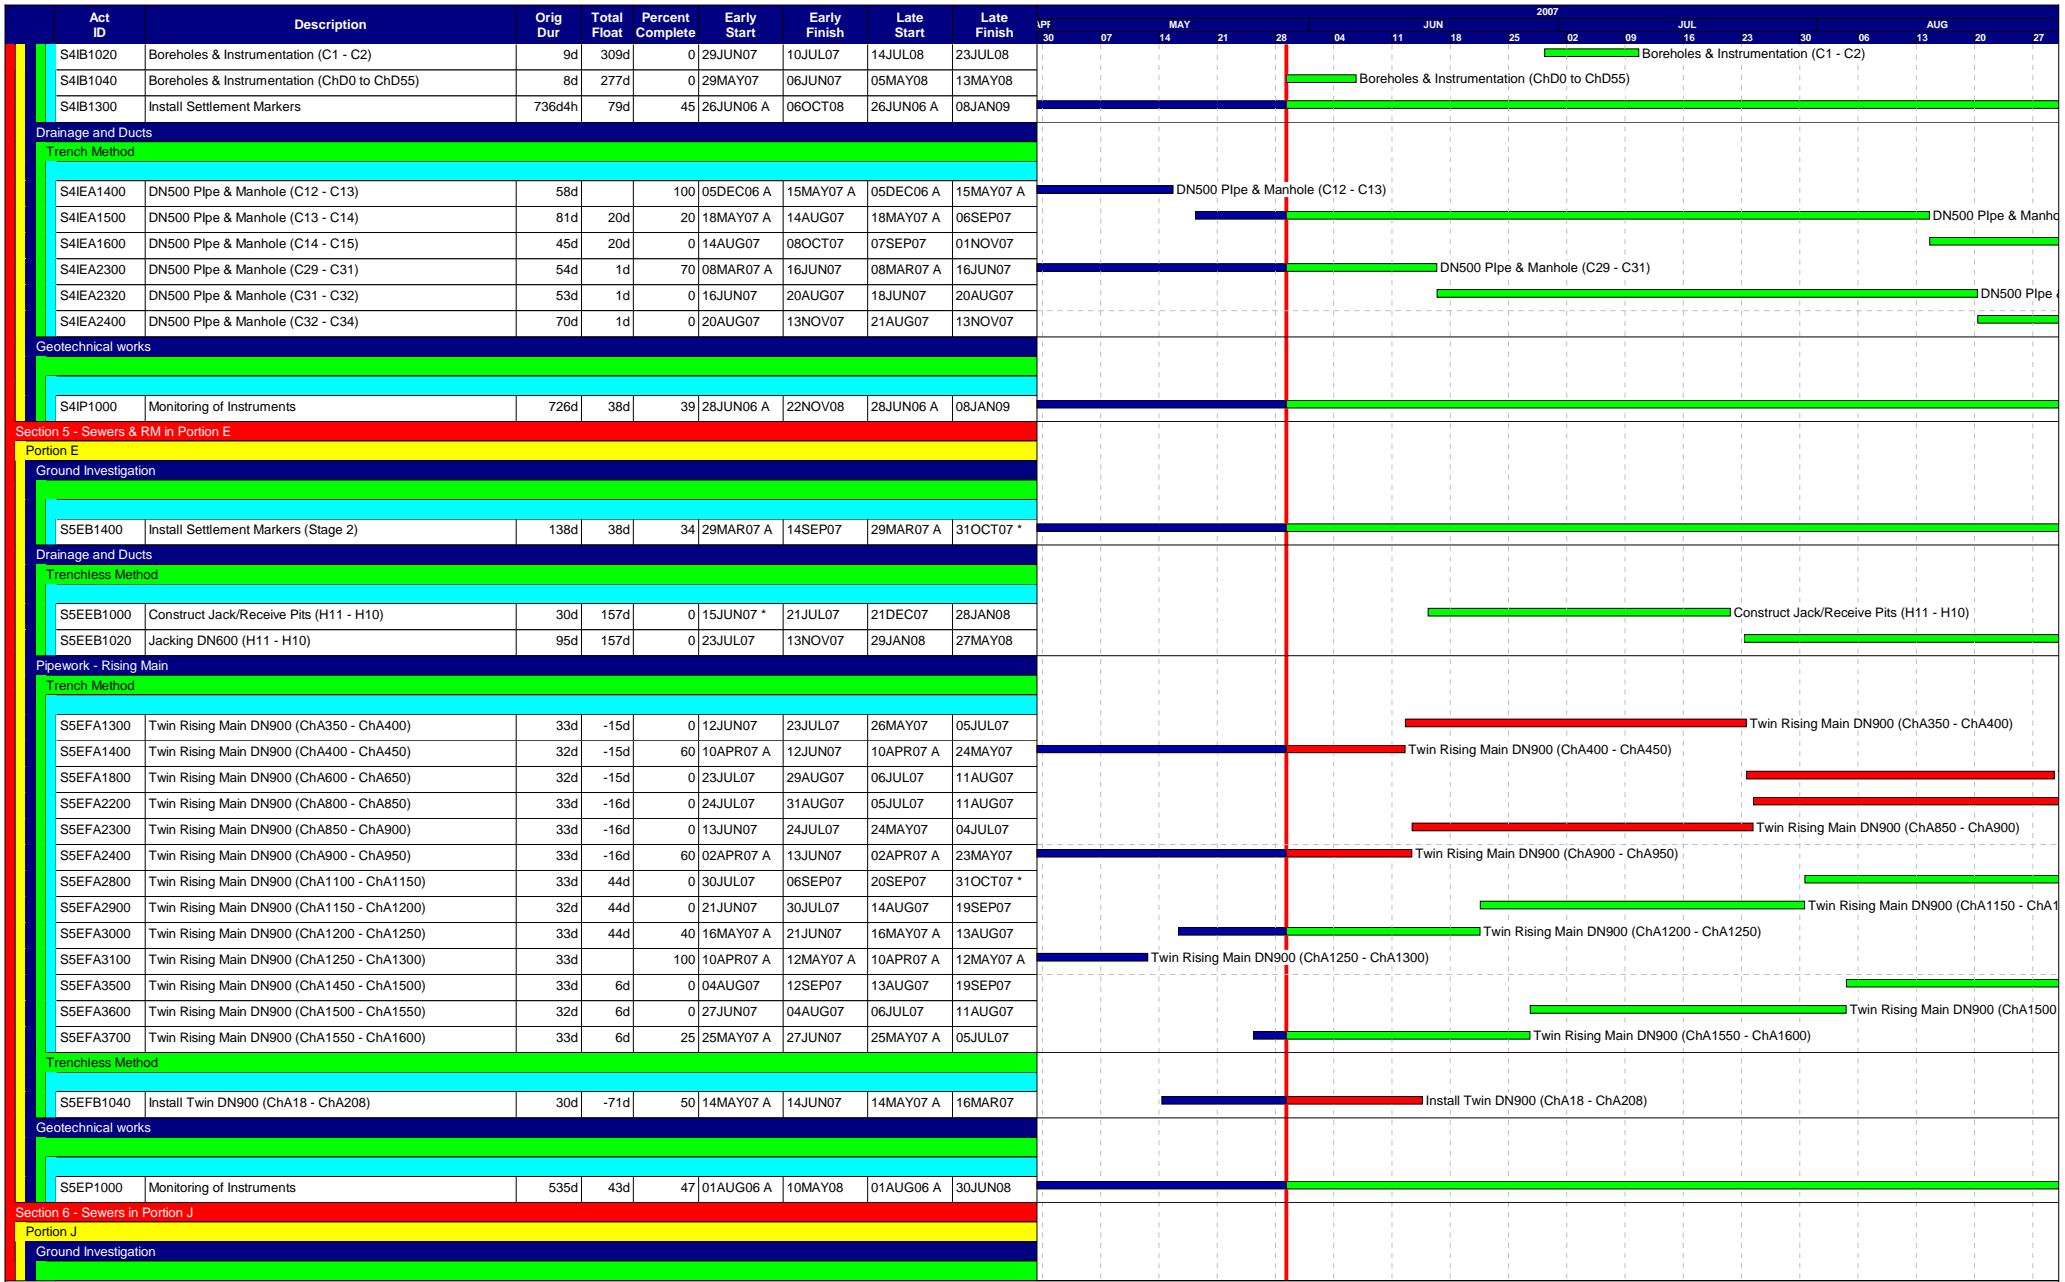 Act ID Description Orig Dur Total Float Percent Complete Early Start Early Finish Late Start Late Finish
2007
APR MAY JUN JUL AUG
30 07 14 21 28 04 11 18 25 02 09 16 23 30 06 13 20 27
S4IB1020 Boreholes & Instrumentation (C1 - C2) 9d 309d 0 29JUN07 10JUL07 14JUL08 23JUL08 Boreholes & Instrumentation (C1 - C2)
S4IB1040 Boreholes & Instrumentation (ChD0 to ChD55) 8d 277d 0 29MAY07 06JUN07 05MAY08 13MAY08 Boreholes & Instrumentation (ChD0 to ChD55)
S4IB1300 Install Settlement Markers 736d4h 79d 45 26JUN06 A 06OCT08 26JUN06 A 08JAN09
Drainage and Ducts
Trench Method
S4IEA1400 DN500 PIpe & Manhole (C12 - C13) 58d 100 05DEC06 A 15MAY07 A 05DEC06 A 15MAY07 A DN500 PIpe & Manhole (C12 - C13)
S4IEA1500 DN500 PIpe & Manhole (C13 - C14) 81d 20d 20 18MAY07 A 14AUG07 18MAY07 A 06SEP07 DN500 PIpe & Manho
S4IEA1600 DN500 PIpe & Manhole (C14 - C15) 45d 20d 0 14AUG07 08OCT07 07SEP07 01NOV07
S4IEA2300 DN500 PIpe & Manhole (C29 - C31) 54d 1d 70 08MAR07 A 16JUN07 08MAR07 A 16JUN07 DN500 PIpe & Manhole (C29 - C31)
S4IEA2320 DN500 PIpe & Manhole (C31 - C32) 53d 1d 0 16JUN07 20AUG07 18JUN07 20AUG07 DN500 PIpe &
S4IEA2400 DN500 PIpe & Manhole (C32 - C34) 70d 1d 0 20AUG07 13NOV07 21AUG07 13NOV07
Geotechnical works
S4IP1000 Monitoring of Instruments 726d 38d 39 28JUN06 A 22NOV08 28JUN06 A 08JAN09
Section 5 - Sewers & RM in Portion E
Portion E
Ground Investigation
S5EB1400 Install Settlement Markers (Stage 2) 138d 38d 34 29MAR07 A 14SEP07 29MAR07 A 31OCT07 *
Drainage and Ducts
Trenchless Method
S5EEB1000 Construct Jack/Receive Pits (H11 - H10) 30d 157d 0 15JUN07 * 21JUL07 21DEC07 28JAN08 Construct Jack/Receive Pits (H11 - H10)
S5EEB1020 Jacking DN600 (H11 - H10) 95d 157d 0 23JUL07 13NOV07 29JAN08 27MAY08
Pipework - Rising Main
Trench Method
S5EFA1300 Twin Rising Main DN900 (ChA350 - ChA400) 33d -15d 0 12JUN07 23JUL07 26MAY07 05JUL07 Twin Rising Main DN900 (ChA350 - ChA400)
S5EFA1400 Twin Rising Main DN900 (ChA400 - ChA450) 32d -15d 60 10APR07 A 12JUN07 10APR07 A 24MAY07 Twin Rising Main DN900 (ChA400 - ChA450)
S5EFA1800 Twin Rising Main DN900 (ChA600 - ChA650) 32d -15d 0 23JUL07 29AUG07 06JUL07 11AUG07
S5EFA2200 Twin Rising Main DN900 (ChA800 - ChA850) 33d -16d 0 24JUL07 31AUG07 05JUL07 11AUG07
S5EFA2300 Twin Rising Main DN900 (ChA850 - ChA900) 33d -16d 0 13JUN07 24JUL07 24MAY07 04JUL07 Twin Rising Main DN900 (ChA850 - ChA900)
S5EFA2400 Twin Rising Main DN900 (ChA900 - ChA950) 33d -16d 60 02APR07 A 13JUN07 02APR07 A 23MAY07 Twin Rising Main DN900 (ChA900 - ChA950)
S5EFA2800 Twin Rising Main DN900 (ChA1100 - ChA1150) 33d 44d 0 30JUL07 06SEP07 20SEP07 31OCT07 *
S5EFA2900 Twin Rising Main DN900 (ChA1150 - ChA1200) 32d 44d 0 21JUN07 30JUL07 14AUG07 19SEP07 Twin Rising Main DN900 (ChA1150 - ChA1
S5EFA3000 Twin Rising Main DN900 (ChA1200 - ChA1250) 33d 44d 40 16MAY07 A 21JUN07 16MAY07 A 13AUG07 Twin Rising Main DN900 (ChA1200 - ChA1250)
S5EFA3100 Twin Rising Main DN900 (ChA1250 - ChA1300) 33d 100 10APR07 A 12MAY07 A 10APR07 A 12MAY07 A Twin Rising Main DN900 (ChA1250 - ChA1300)
S5EFA3500 Twin Rising Main DN900 (ChA1450 - ChA1500) 33d 6d 0 04AUG07 12SEP07 13AUG07 19SEP07
S5EFA3600 Twin Rising Main DN900 (ChA1500 - ChA1550) 32d 6d 0 27JUN07 04AUG07 06JUL07 11AUG07 Twin Rising Main DN900 (ChA1500
S5EFA3700 Twin Rising Main DN900 (ChA1550 - ChA1600) 33d 6d 25 25MAY07 A 27JUN07 25MAY07 A 05JUL07 Twin Rising Main DN900 (ChA1550 - ChA1600)
Trenchless Method
S5EFB1040 Install Twin DN900 (ChA18 - ChA208) 30d -71d 50 14MAY07 A 14JUN07 14MAY07 A 16MAR07 Install Twin DN900 (ChA18 - ChA208)
Geotechnical works
S5EP1000 Monitoring of Instruments 535d 43d 47 01AUG06 A 10MAY08 01AUG06 A 30JUN08
Section 6 - Sewers in Portion J
Portion J
Ground Investigation